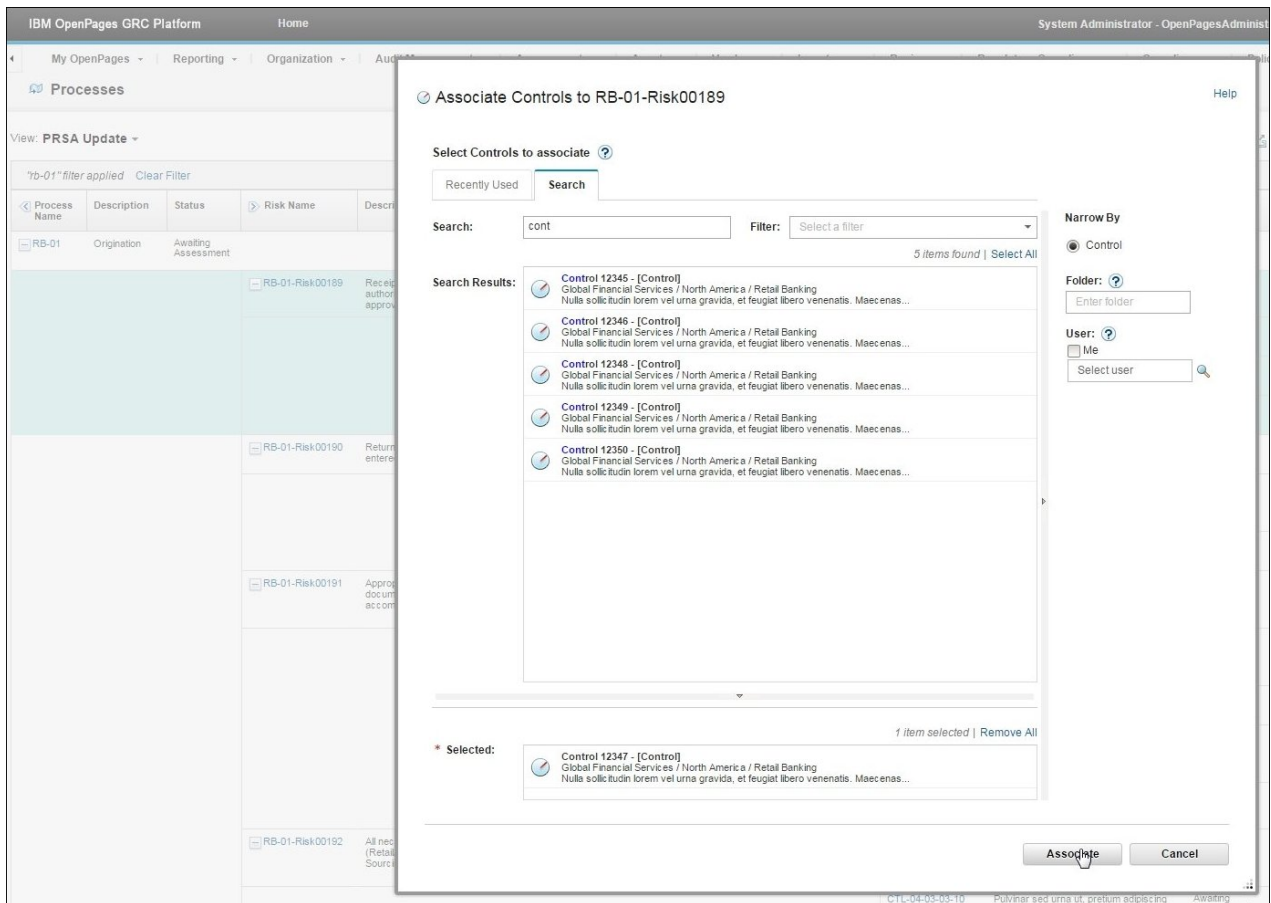 IBM OpenPages GRC Platform
Home
System Administrator - OpenPagesAdminist
My OpenPages
Reporting
Organization
Processes
View: PRSA Update
"rb-01" filter applied Clear Filter
Process Name
Description
Status
Risk Name
RB-01
Origination
Awaiting Assessment
RB-01-Risk00189
RB-01-Risk00190
Return
RB-01-Risk00191
RB-01-Risk00192
All nec
(Retail
CTL-04-03-03-10
Pulvinar sed urna ut, pretium adipiscing
Awaiting
Associate Controls to RB-01-Risk00189
Help
Select Controls to associate ?
Recently Used
Search
Search: cont
Filter: Select a filter
5 items found | Select All
Search Results:
Control 12345 - [Control]
Global Financial Services / North America / Retail Banking
Nulla sollicitudin lorem vel urna gravida, et feugiat libero venenatis. Maecenas...
Control 12346 - [Control]
Global Financial Services / North America / Retail Banking
Nulla sollicitudin lorem vel urna gravida, et feugiat libero venenatis. Maecenas...
Control 12348 - [Control]
Global Financial Services / North America / Retail Banking
Nulla sollicitudin lorem vel urna gravida, et feugiat libero venenatis. Maecenas...
Control 12349 - [Control]
Global Financial Services / North America / Retail Banking
Nulla sollicitudin lorem vel urna gravida, et feugiat libero venenatis. Maecenas...
Control 12350 - [Control]
Global Financial Services / North America / Retail Banking
Nulla sollicitudin lorem vel urna gravida, et feugiat libero venenatis. Maecenas...
Narrow By
Control
Folder: ?
Enter folder
User: ?
Me
Select user
1 item selected | Remove All
* Selected:
Control 12347 - [Control]
Global Financial Services / North America / Retail Banking
Nulla sollicitudin lorem vel urna gravida, et feugiat libero venenatis. Maecenas...
Associate
Cancel